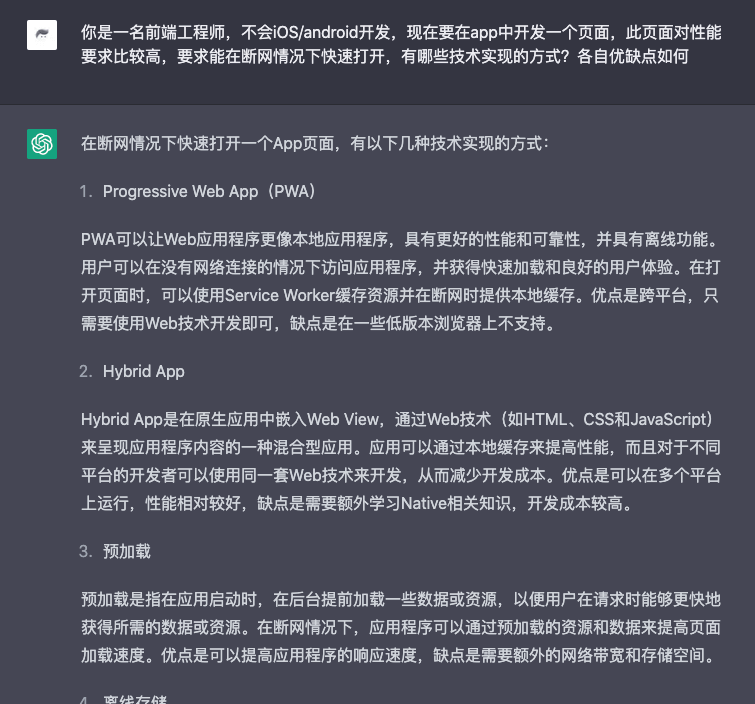 你是一名前端工程师，不会iOS/android开发，现在要在app中开发一个页面，此页面对性能
要求比较高，要求能在断网情况下快速打开，有哪些技术实现的方式？各自优缺点如何
在断网情况下快速打开一个App页面，有以下几种技术实现的方式：
1. Progressive Web App（PWA）
PWA可以让Web应用程序更像本地应用程序，具有更好的性能和可靠性，并具有离线功能。
用户可以在没有网络连接的情况下访问应用程序，并获得快速加载和良好的用户体验。在打
开页面时，可以使用Service Worker缓存资源并在断网时提供本地缓存。优点是跨平台，只
需要使用Web技术开发即可，缺点是在一些低版本浏览器上不支持。
2. Hybrid App
Hybrid App是在原生应用中嵌入Web View，通过Web技术（如HTML、CSS和JavaScript）
来呈现应用程序内容的一种混合型应用。应用可以通过本地缓存来提高性能，而且对于不同
平台的开发者可以使用同一套Web技术来开发，从而减少开发成本。优点是可以在多个平台
上运行，性能相对较好，缺点是需要额外学习Native相关知识，开发成本较高。
3. 预加载
预加载是指在应用启动时，在后台提前加载一些数据或资源，以便用户在请求时能够更快地
获得所需的数据或资源。在断网情况下，应用程序可以通过预加载的资源和数据来提高页面
加载速度。优点是可以提高应用程序的响应速度，缺点是需要额外的网络带宽和存储空间。
4. 离线存储